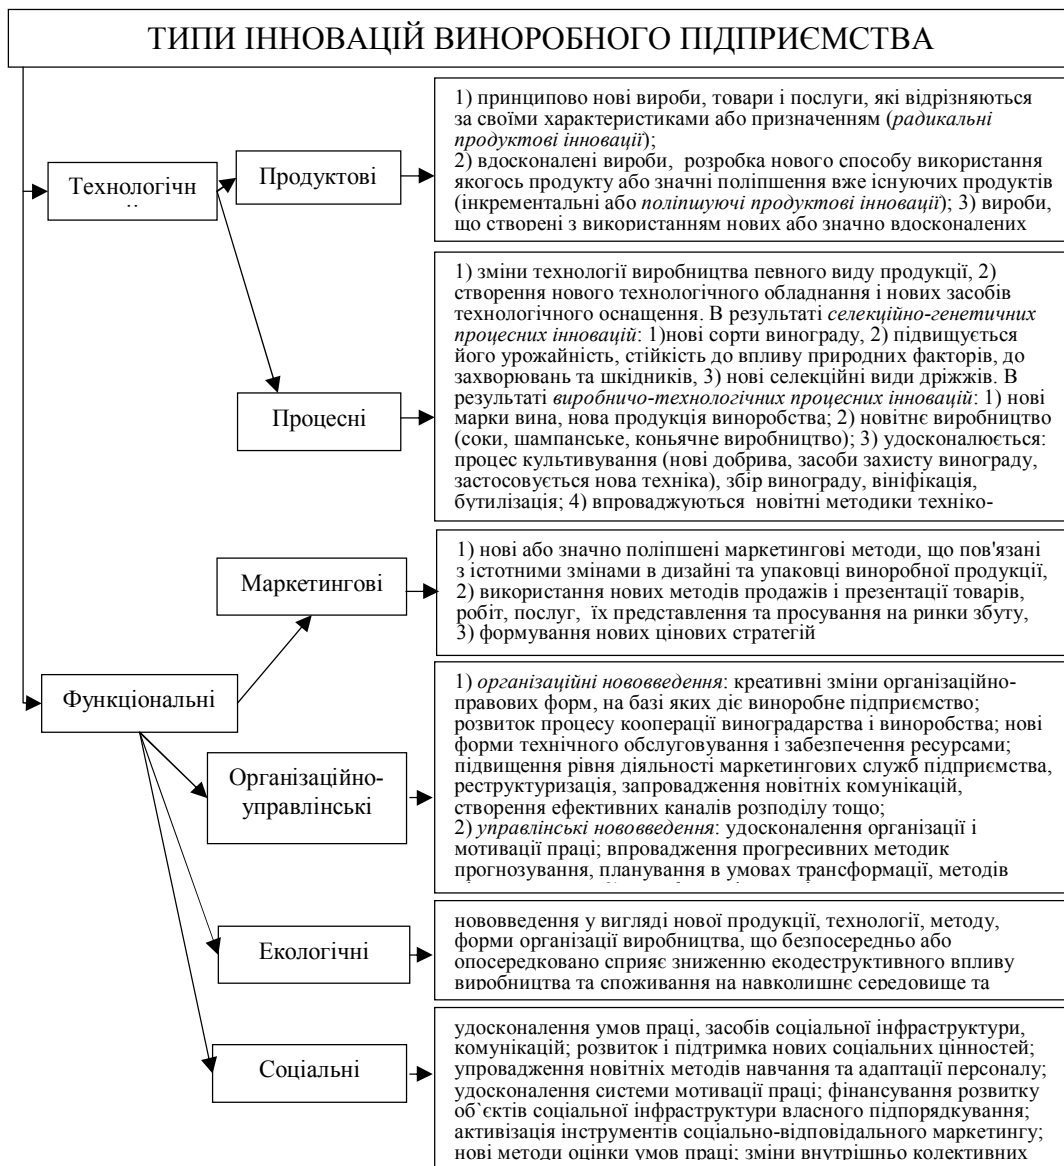 ТИПИ ІННОВАЦІЙ ВИНОРОБНОГО ПІДПРИЄМСТВА
Технологічн
Продуктові
1) принципово нові вироби, товари і послуги, які відрізняються
за своїми характеристиками або призначенням (радикальні
продуктові інновації);
2) вдосконалені вироби, розробка нового способу використання
якогось продукту або значні поліпшення вже існуючих продуктів
(інкрементальні або поліпшуючі продуктові інновації); 3) вироби,
що створені з використанням нових або значно вдосконалених
Процесні
1) зміни технології виробництва певного виду продукції, 2)
створення нового технологічного обладнання і нових засобів
технологічного оснащення. В результаті селекційно-генетичних
процесних інновацій: 1)нові сорти винограду, 2) підвищується
його урожайність, стійкість до впливу природних факторів, до
захворювань та шкідників, 3) нові селекційні види дріжжів. В
результаті виробничо-технологічних процесних інновацій: 1) нові
марки вина, нова продукція виноробства; 2) новітнє виробництво
(соки, шампанське, коньячне виробництво); 3) удосконалюється:
процес культивування (нові добрива, засоби захисту винограду,
застосовується нова техніка), збір винограду, вініфікація,
бутилізація; 4) впроваджуються новітні методики техніко-
Функціональні
Маркетингові
1) нові або значно поліпшені маркетингові методи, що пов'язані
з істотними змінами в дизайні та упаковці виноробної продукції,
2) використання нових методів продажів і презентації товарів,
робіт, послуг, їх представлення та просування на ринки збуту,
3) формування нових цінових стратегій
Організаційно-
управлінські
1) організаційні нововведення: креативні зміни організаційно-
правових форм, на базі яких діє виноробне підприємство;
розвиток процесу кооперації виноградарства і виноробства; нові
форми технічного обслуговування і забезпечення ресурсами;
підвищення рівня діяльності маркетингових служб підприємства,
реструктуризація, запровадження новітніх комунікацій,
створення ефективних каналів розподілу тощо;
2) управлінські нововведення: удосконалення організації і
мотивації праці; впровадження прогресивних методик
прогнозування, планування в умовах трансформації, методів
Екологічні
нововведення у вигляді нової продукції, технології, методу,
форми організації виробництва, що безпосередньо або
опосередковано сприяє зниженню екодеструктивного впливу
виробництва та споживання на навколишнє середовище та
Соціальні
удосконалення умов праці, засобів соціальної інфраструктури,
комунікацій; розвиток і підтримка нових соціальних цінностей;
упровадження новітніх методів навчання та адаптації персоналу;
удосконалення системи мотивації праці; фінансування розвитку
об`єктів соціальної інфраструктури власного підпорядкування;
активізація інструментів соціально-відповідального маркетингу;
нові методи оцінки умов праці; зміни внутрішньо колективних